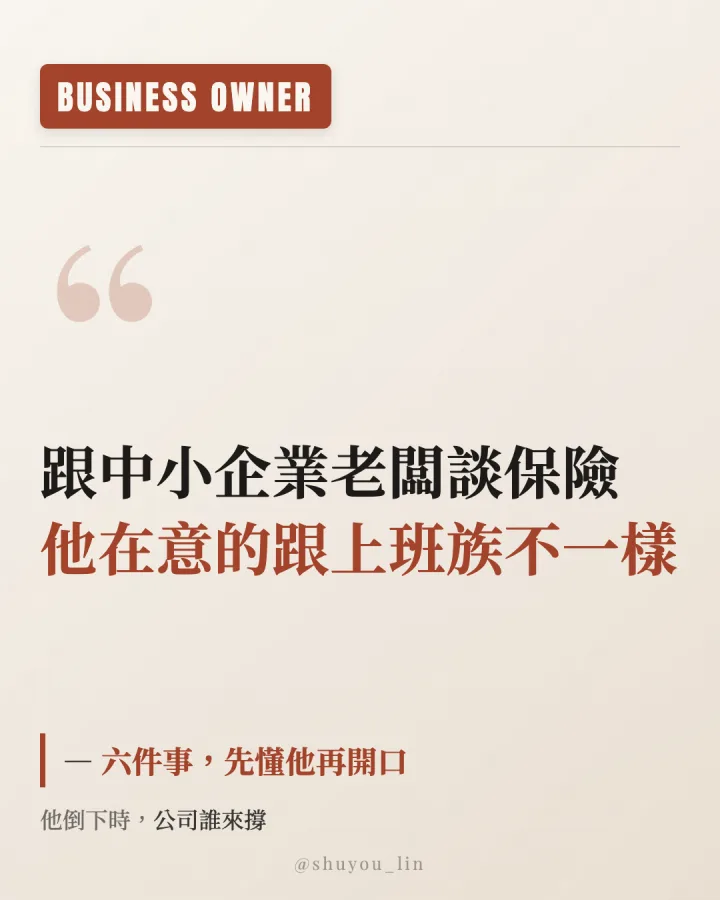 BUSINESS OWNER
“
跟中小企業老闆談保險
他在意的跟上班族不一樣
— 六件事，先懂他再開口
他倒下時，公司誰來撐
@shuyou_lin